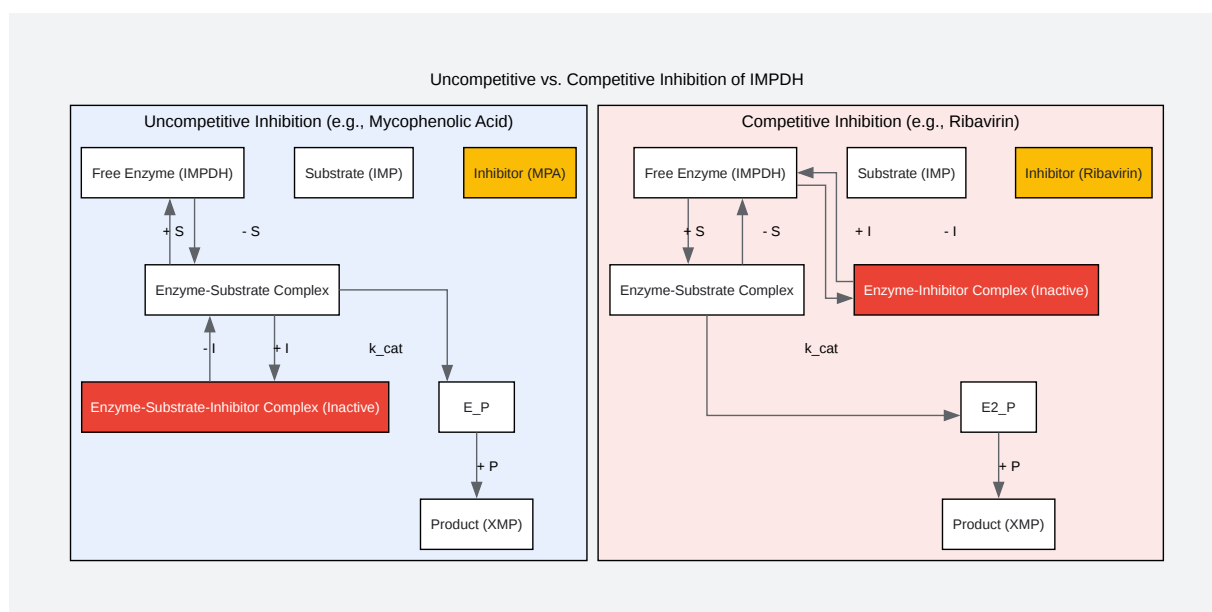 Uncompetitive vs. Competitive Inhibition of IMPDH
Uncompetitive Inhibition (e.g., Mycophenolic Acid)
Free Enzyme (IMPDH)
Substrate (IMP)
Inhibitor (MPA)
+ S
- S
Enzyme-Substrate Complex
- I
+ I
k_cat
Enzyme-Substrate-Inhibitor Complex (Inactive)
E_P
+ P
Product (XMP)
Competitive Inhibition (e.g., Ribavirin)
Free Enzyme (IMPDH)
Substrate (IMP)
Inhibitor (Ribavirin)
+ S
- S
+ I
- I
Enzyme-Substrate Complex
Enzyme-Inhibitor Complex (Inactive)
k_cat
E2_P
+ P
Product (XMP)